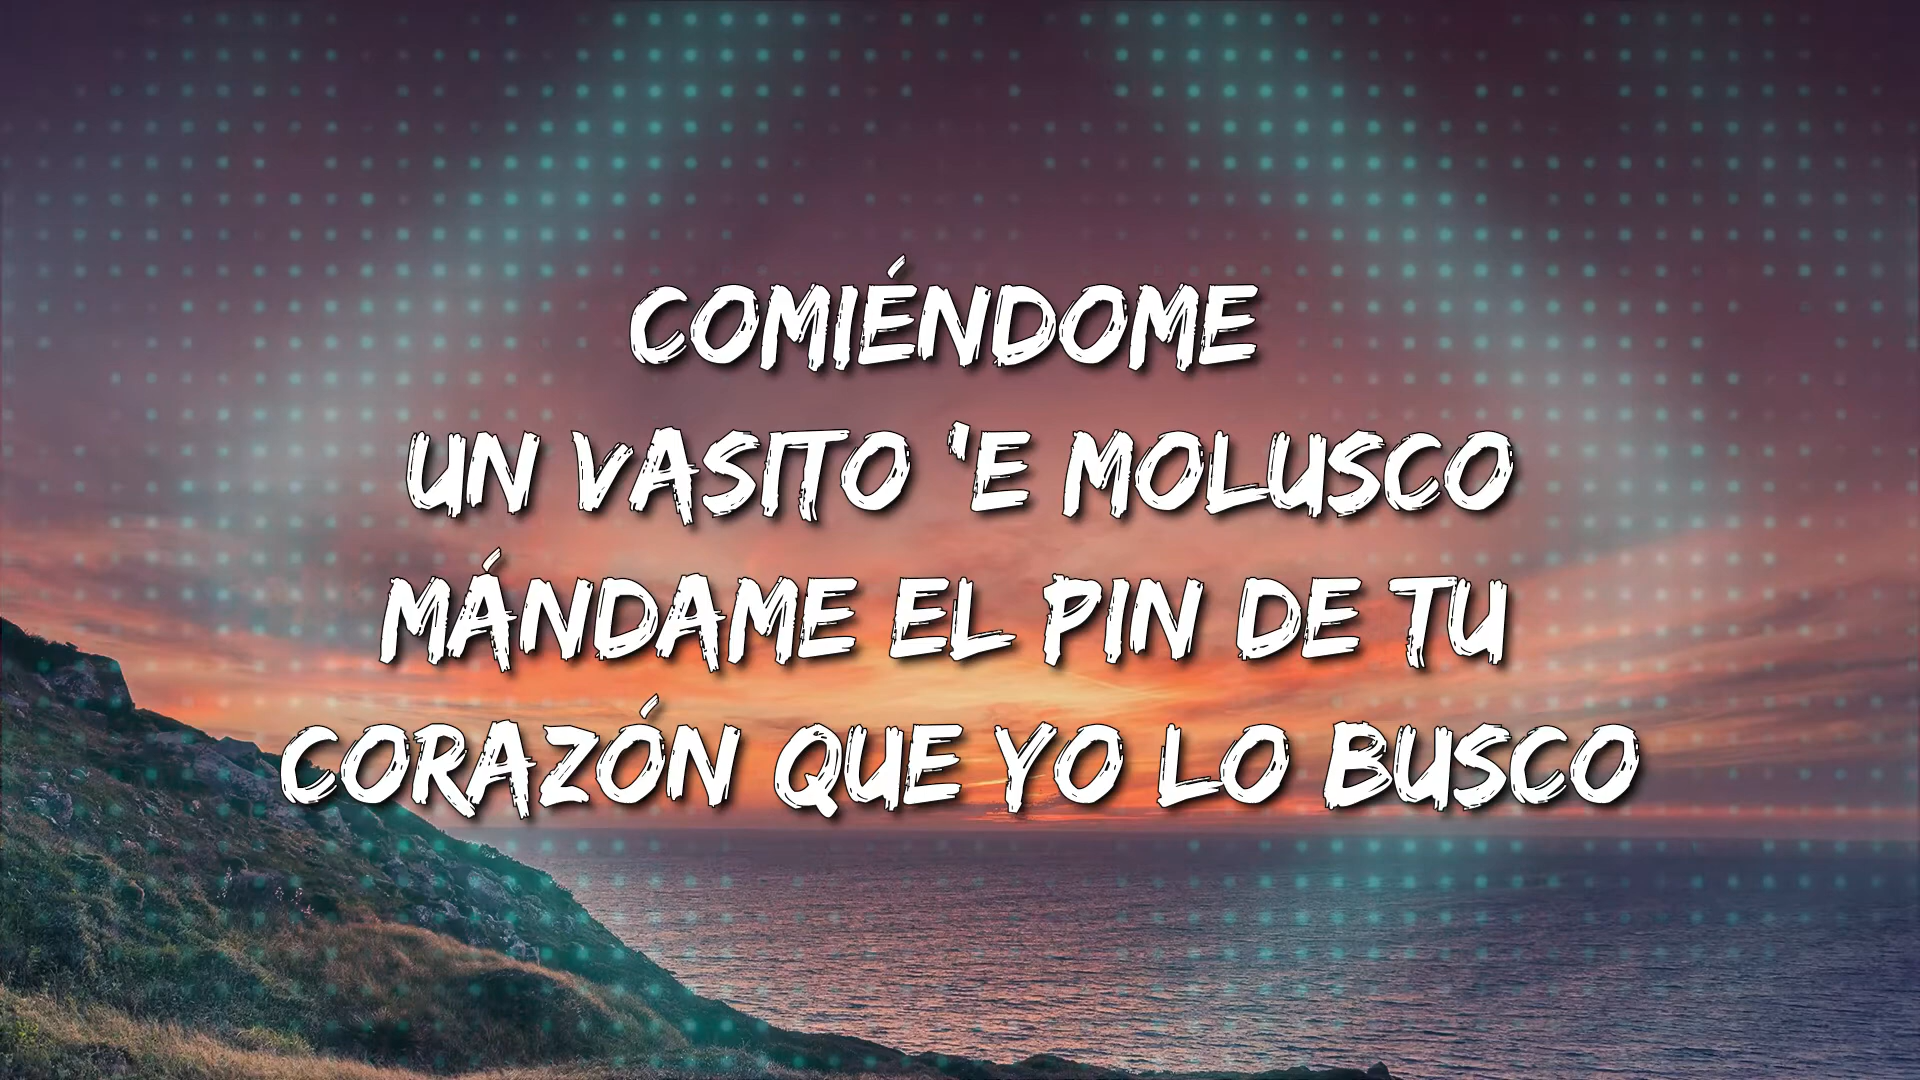 COMIÉNDOME
UN VASITO 'E MOLUSCO
MÁNDAME EL PIN DE TU
CORAZÓN QUE YO LO BUSCO